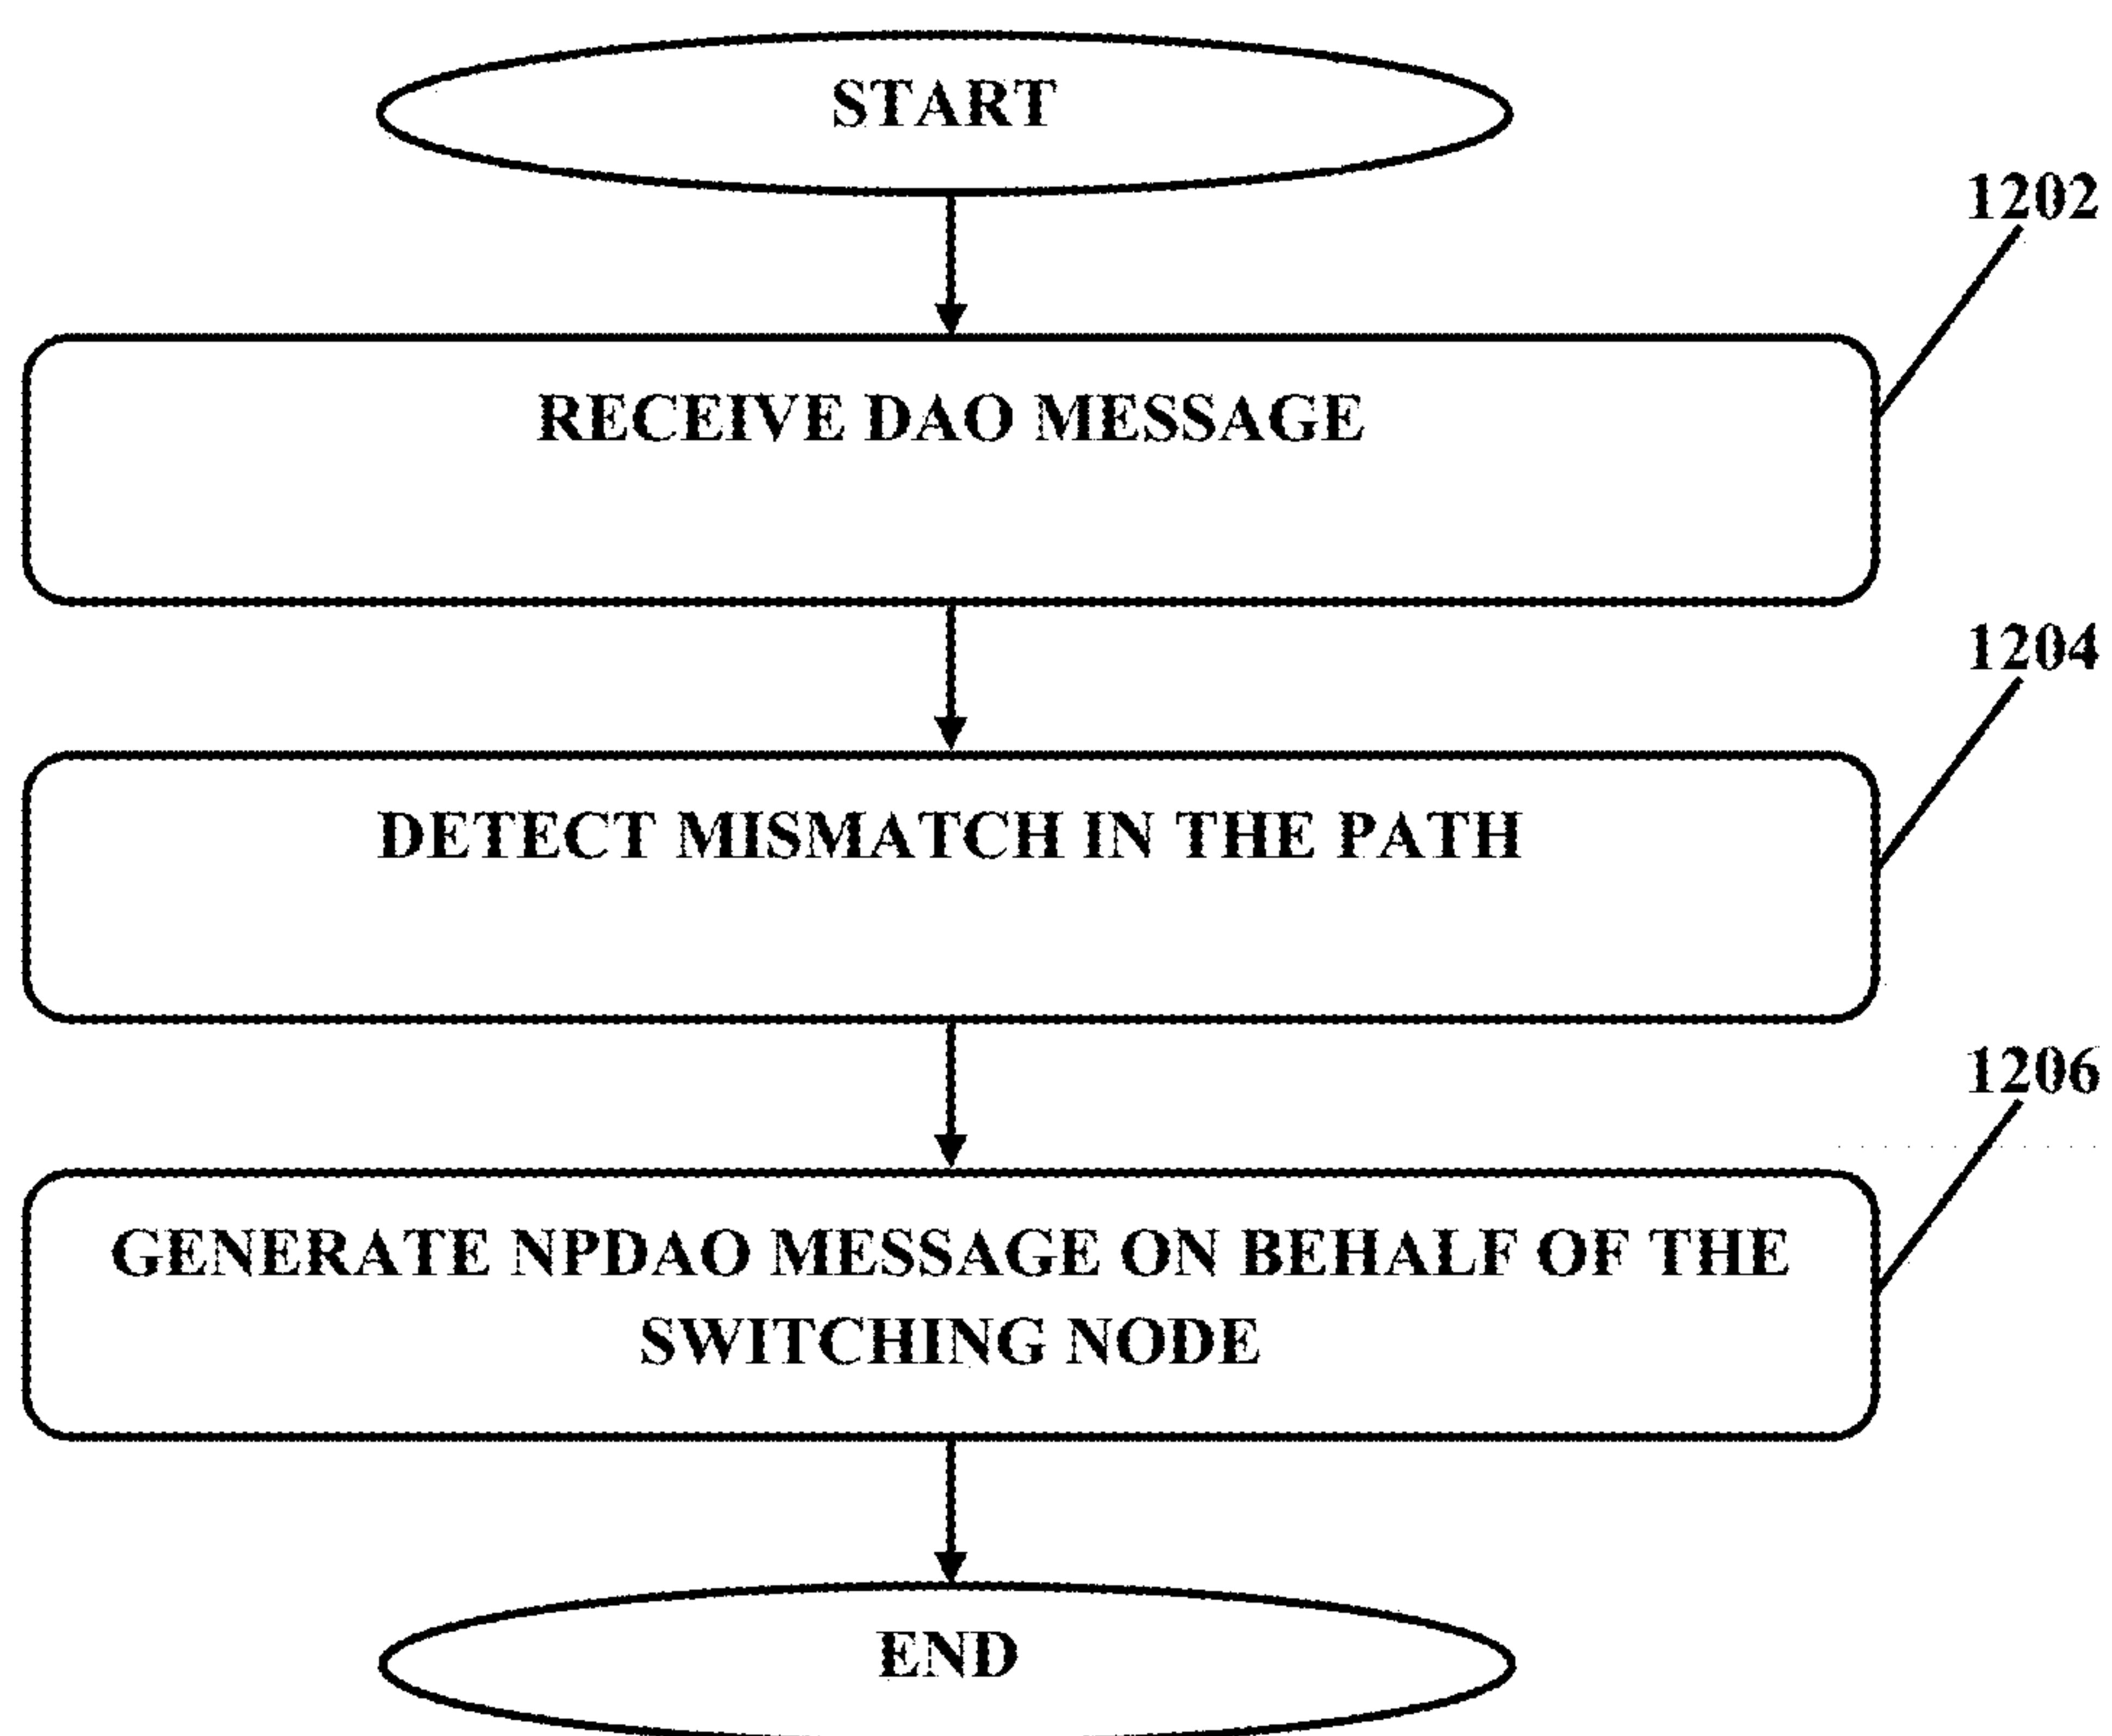 START
1202
RECEIVE DAO MESSAGE
1204
DETECT MISMATCH IN THE PATH
1206
GENERATE NPDAO MESSAGE ON BEHALF OF THE
SWITCHING NODE
END